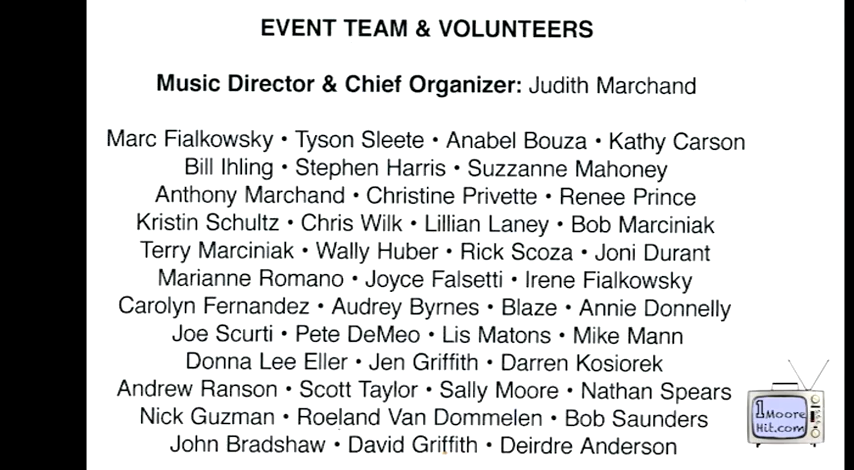 EVENT TEAM & VOLUNTEERS
Music Director & Chief Organizer: Judith Marchand
Marc Fialkowsky • Tyson Sleete • Anabel Bouza • Kathy Carson
Bill Ihling • Stephen Harris • Suzzanne Mahoney
Anthony Marchand • Christine Privette • Renee Prince
Kristin Schultz • Chris Wilk • Lillian Laney • Bob Marciniak
Terry Marciniak • Wally Huber • Rick Scoza • Joni Durant
Marianne Romano • Joyce Falsetti • Irene Fialkowsky
Carolyn Fernandez • Audrey Byrnes • Blaze • Annie Donnelly
Joe Scurti • Pete DeMeo • Lis Matons • Mike Mann
Donna Lee Eller • Jen Griffith • Darren Kosiorek
Andrew Ranson • Scott Taylor • Sally Moore • Nathan Spears
Nick Guzman • Roeland Van Dommelen • Bob Saunders
John Bradshaw • David Griffith • Deirdre Anderson
1Moore
Hit.com